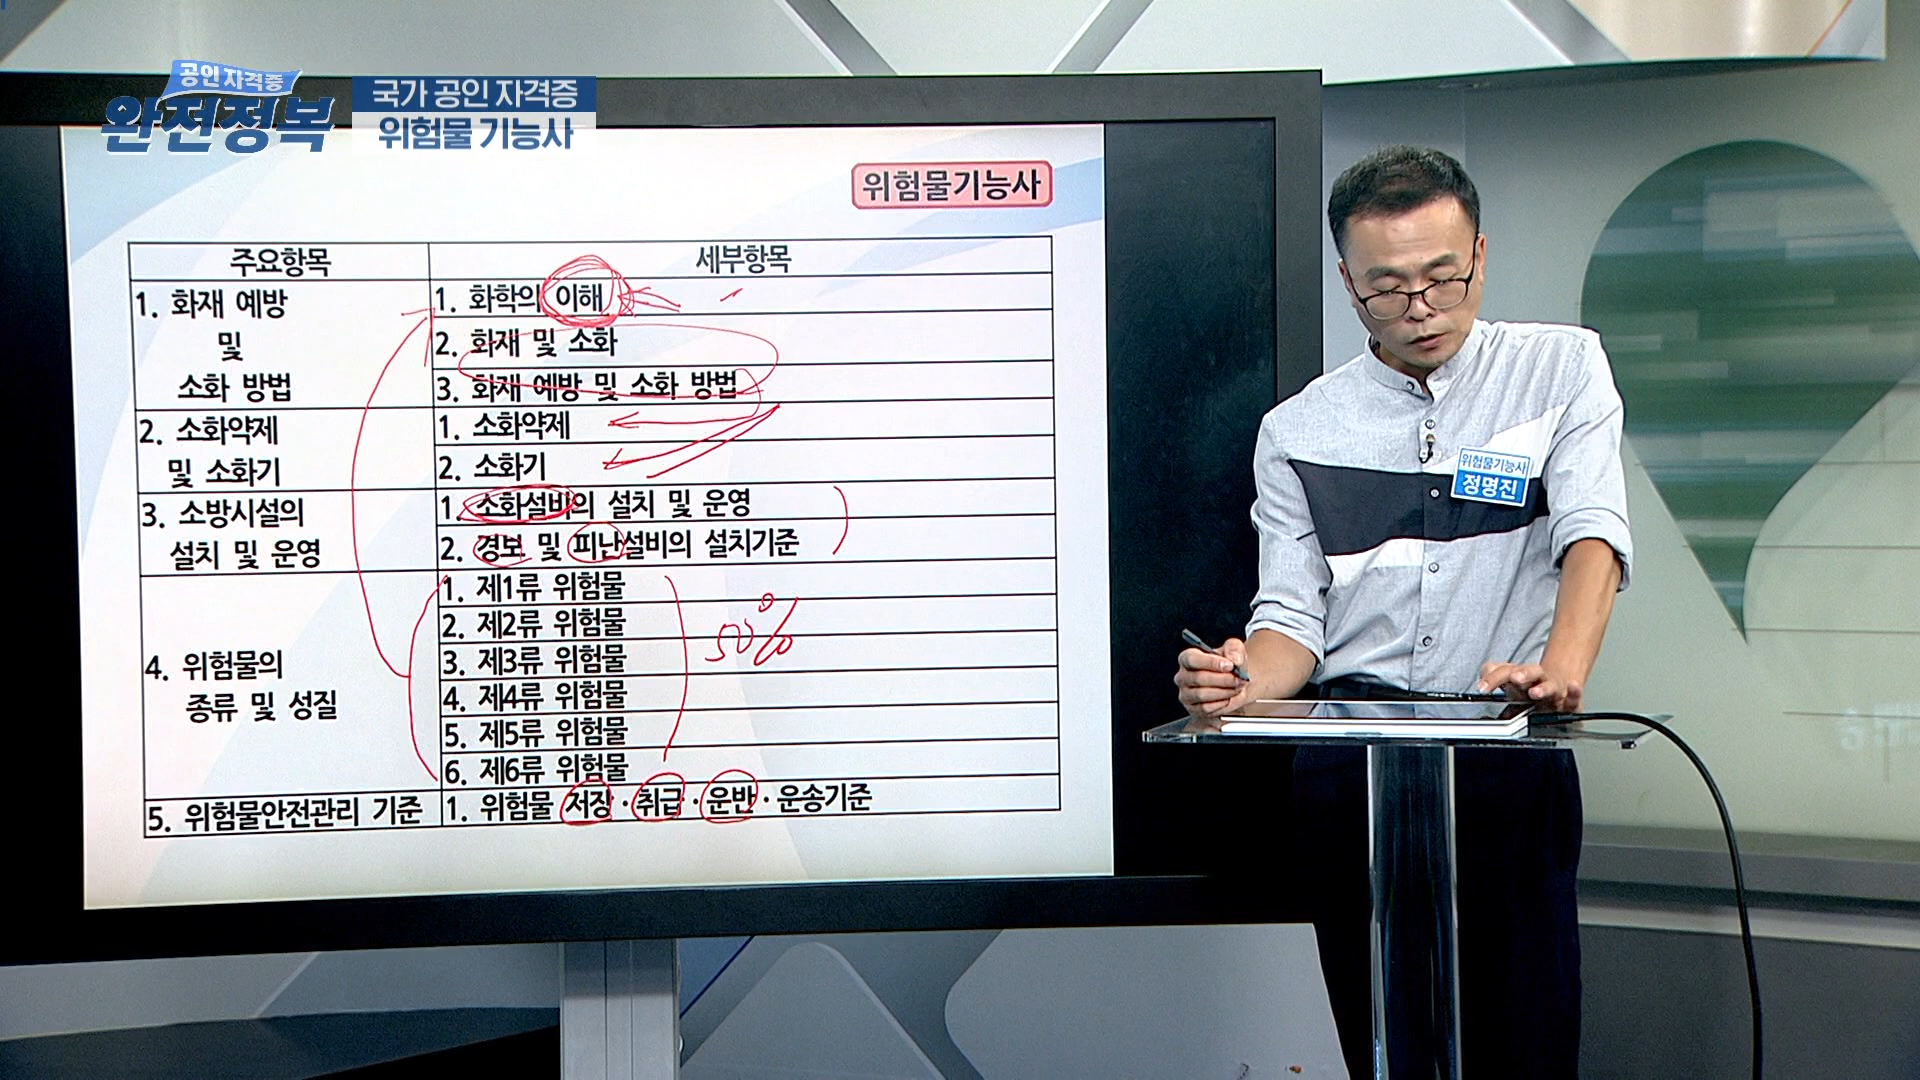 공인 자격증
완전정복
국가 공인 자격증
위험물 기능사
위험물기능사
주요항목
세부항목
1. 화재 예방
및
소화 방법
1. 화학의 이해
2. 화재 및 소화
3. 화재 예방 및 소화 방법
2. 소화약제
및 소화기
1. 소화약제
2. 소화기
3. 소방시설의
설치 및 운영
1. 소화설비의 설치 및 운영
2. 경보 및 피난설비의 설치기준
4. 위험물의
종류 및 성질
1. 제1류 위험물
2. 제2류 위험물
3. 제3류 위험물
4. 제4류 위험물
5. 제5류 위험물
6. 제6류 위험물
50%
5. 위험물안전관리 기준
1. 위험물 저장·취급·운반·운송기준
위험물기능사
정명진